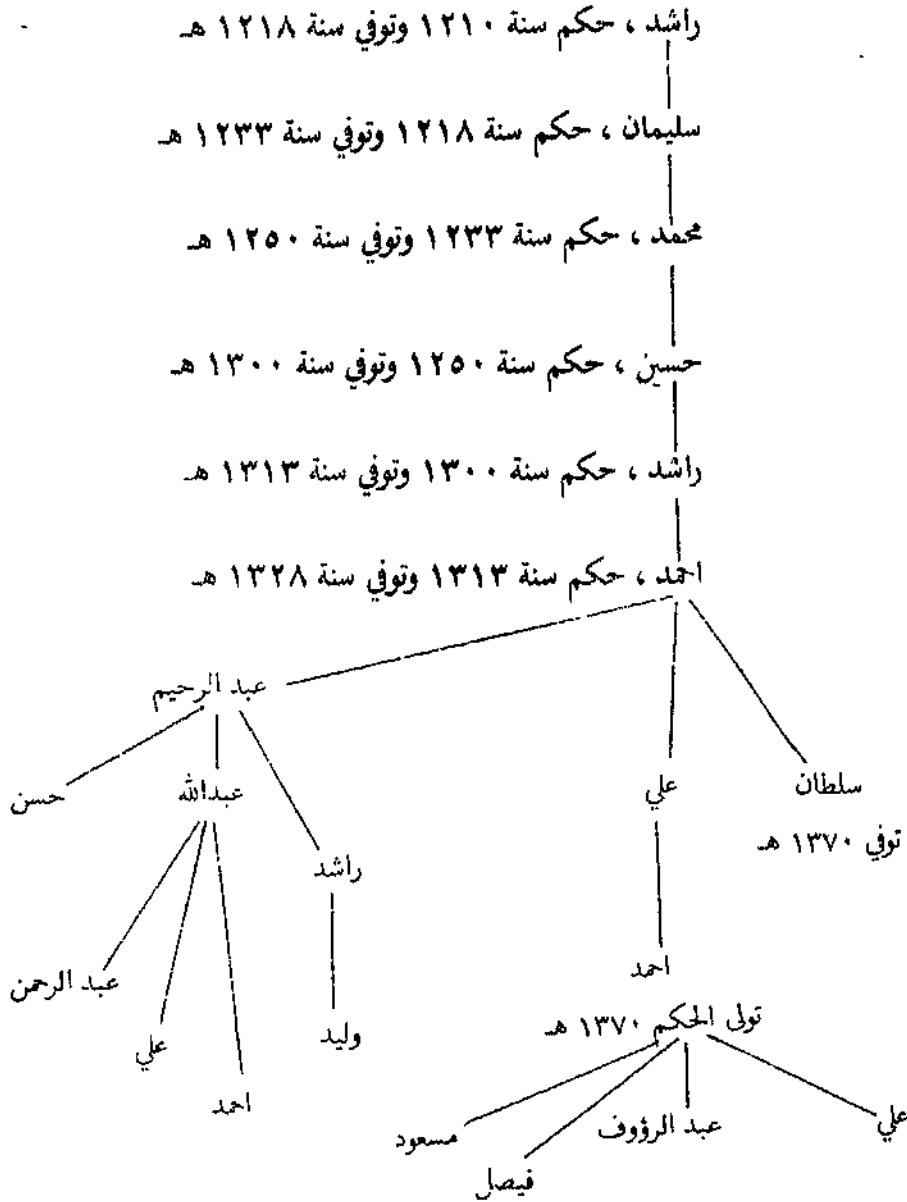 راشد ، حكم سنة ١٢١٠ وتوفي سنة ١٢١٨ هـ
سليمان ، حكم سنة ١٢١٨ وتوفي سنة ١٢٣٣ هـ
محمد ، حكم سنة ١٢٣٣ وتوفي سنة ١٢٥٠ هـ
حسين ، حكم سنة ١٢٥٠ وتوفي سنة ١٣٠٠ هـ
راشد ، حكم سنة ١٣٠٠ وتوفي سنة ١٣١٣ هـ
احمد ، حكم سنة ١٣١٣ وتوفي سنة ١٣٢٨ هـ
عبد الرحيم
سلطان
علي
عبدالله
حسن
توفي ١٣٧٠ هـ
راشد
احمد
عبد الرحمن
تولى الحكم ١٣٧٠ هـ
وليد
علي
احمد
علي
عبد الرؤوف
مسعود
فيصل